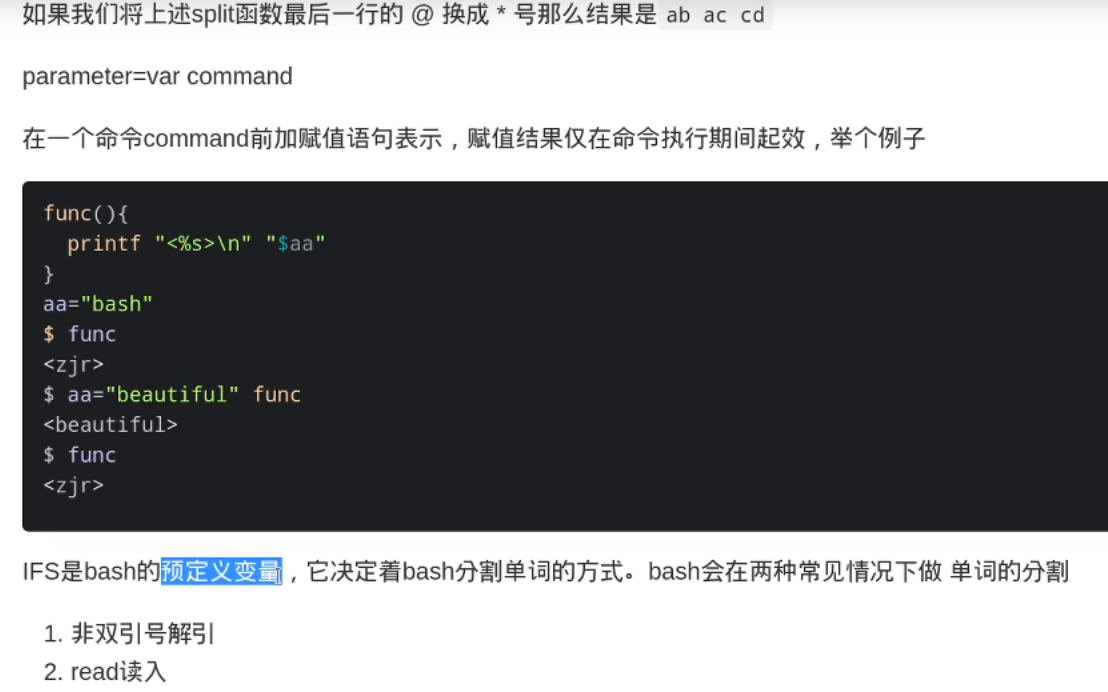 如果我们将上述split函数最后一行的 @ 换成 * 号那么结果是 ab ac cd
parameter=var command
在一个命令command前加赋值语句表示，赋值结果仅在命令执行期间起效，举个例子
func(){
  printf "<%s>\n" "$aa"
}
aa="bash"
$ func
<zjr>
$ aa="beautiful" func
<beautiful>
$ func
<zjr>
IFS是bash的预定义变量，它决定着bash分割单词的方式。bash会在两种常见情况下做 单词的分割
1. 非双引号解引
2. read读入